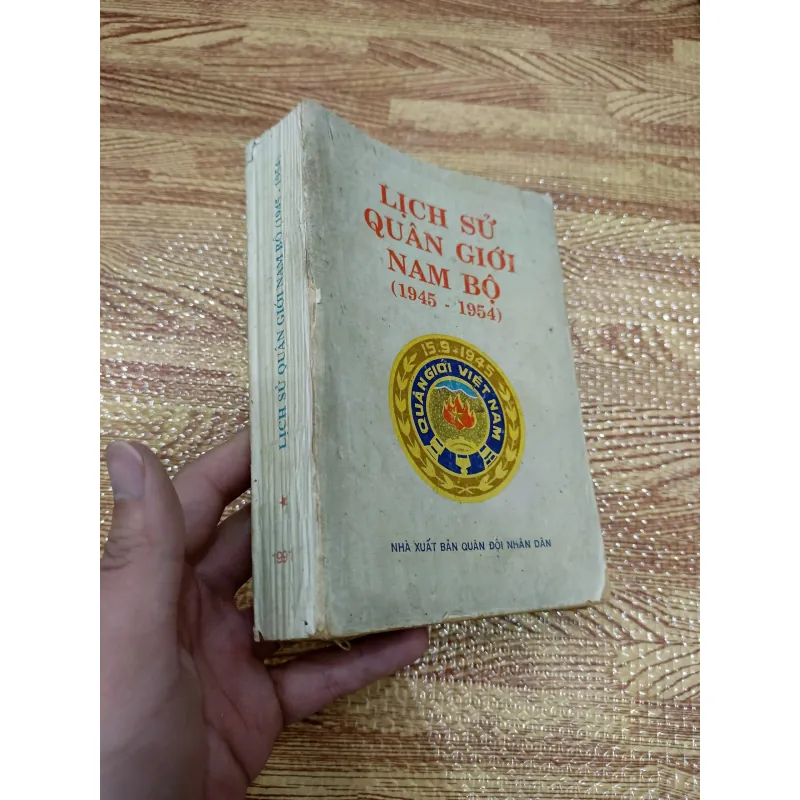 LỊCH SỬ
QUÂN GIỚI
NAM BỘ
(1945 - 1954)
15.9-1945
QUÂN GIỚI VIỆT NAM
NHÀ XUẤT BẢN QUÂN ĐỘI NHÂN DÂN
LỊCH SỬ QUÂN GIỚI NAM BỘ (1945 - 1954
1991